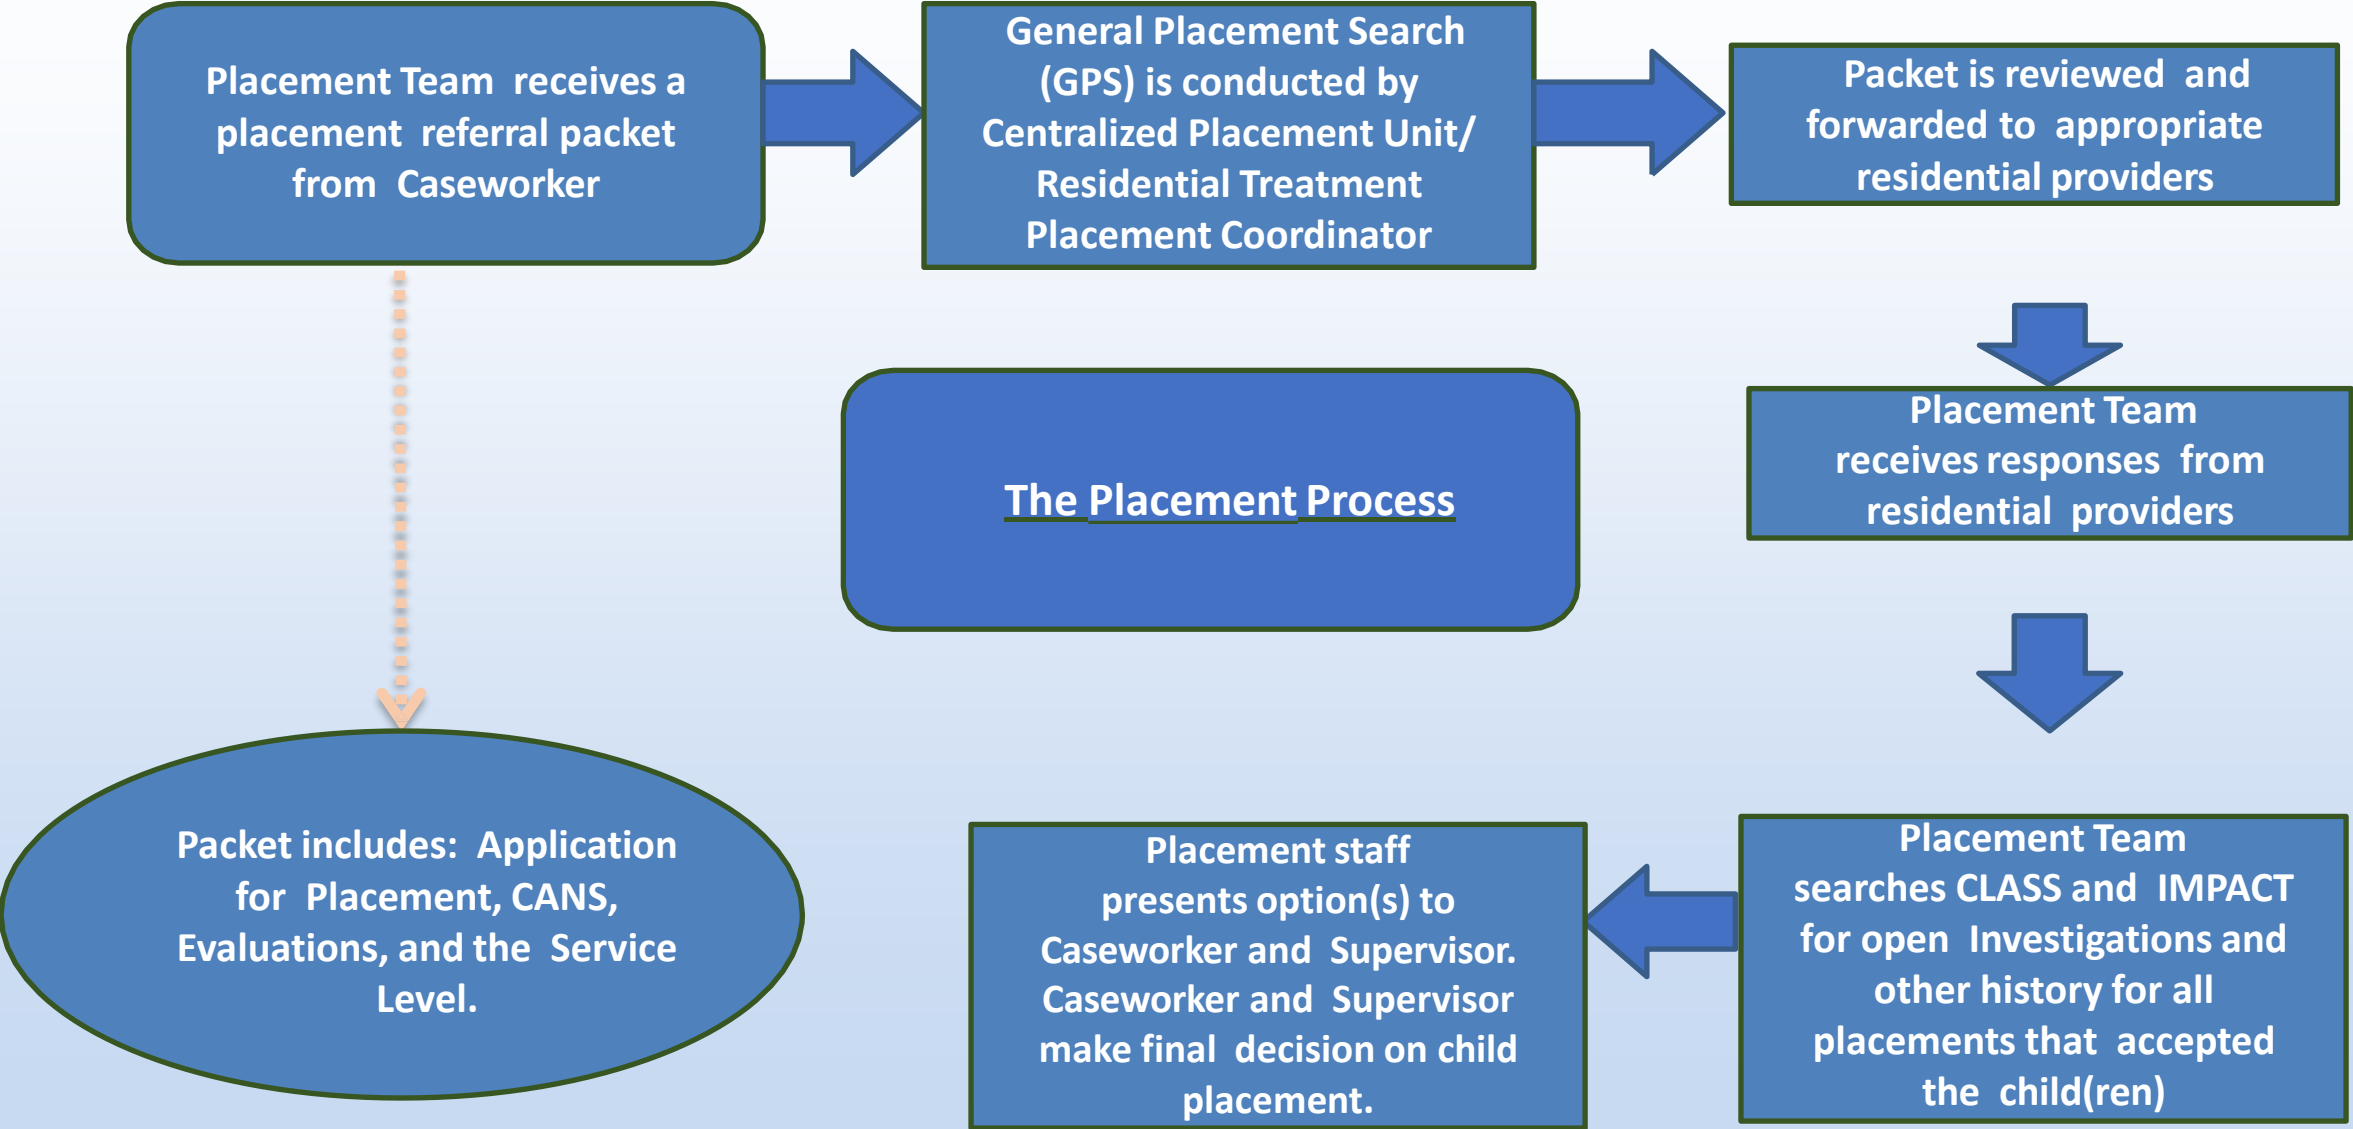 Placement Team receives a
placement referral packet
from Caseworker
General Placement Search
(GPS) is conducted by
Centralized Placement Unit/
Residential Treatment
Placement Coordinator
Packet is reviewed and
forwarded to appropriate
residential providers
Placement Team
receives responses from
residential providers
The Placement Process
Packet includes: Application
for Placement, CANS,
Evaluations, and the Service
Level.
Placement staff
presents option(s) to
Caseworker and Supervisor.
Caseworker and Supervisor
make final decision on child
placement.
Placement Team
searches CLASS and IMPACT
for open Investigations and
other history for all
placements that accepted
the child(ren)